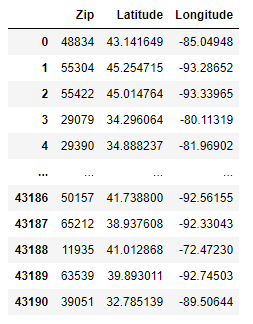 Zip Latitude Longitude
0 48834 43.141649 -85.04948
1 55304 45.254715 -93.28652
2 55422 45.014764 -93.33965
3 29079 34.296064 -80.11319
4 29390 34.888237 -81.96902
... ... ... ...
43186 50157 41.738800 -92.56155
43187 65212 38.937608 -92.33043
43188 11935 41.012868 -72.47230
43189 63539 39.893011 -92.74503
43190 39051 32.785139 -89.50644